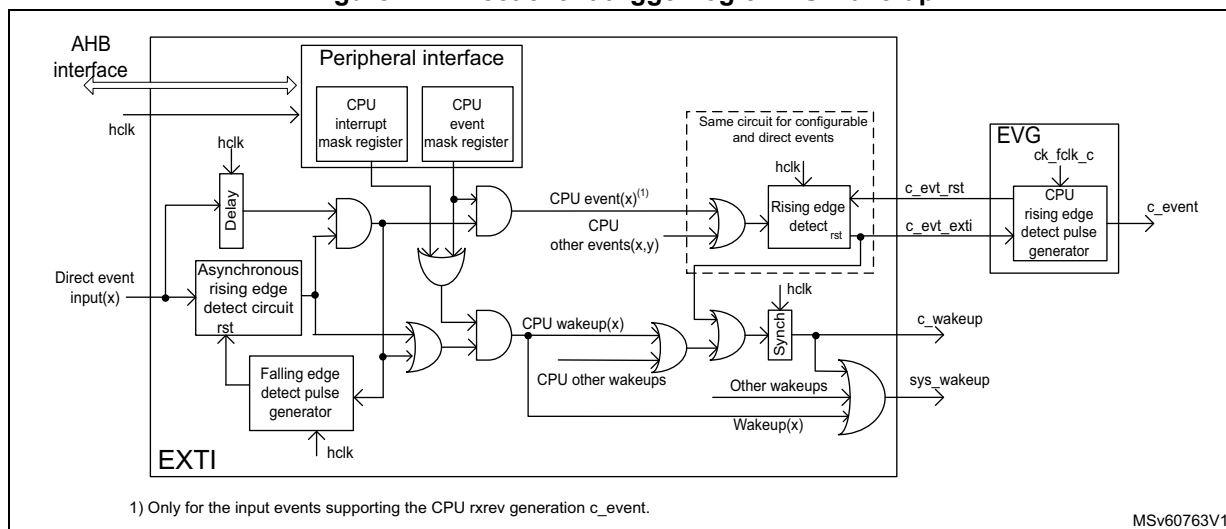 AHB
interface
Peripheral interface
CPU
interrupt
mask register
CPU
event
mask register
hclk
hclk
Delay
Direct event
input(x)
Asynchronous
rising edge
detect circuit
rst
Falling edge
detect pulse
generator
hclk
EXTI
CPU event(x)(1)
CPU
other events(x,y)
Same circuit for configurable
and direct events
hclk
Rising edge
detect
rst
EVG
ck_fclk_c
CPU
rising edge
detect pulse
generator
c_evt_rst
c_evt_exti
c_event
CPU wakeup(x)
CPU other wakeups
hclk
Synch
c_wakeup
Other wakeups
sys_wakeup
Wakeup(x)
1) Only for the input events supporting the CPU rxrev generation c_event.
MSv60763V1